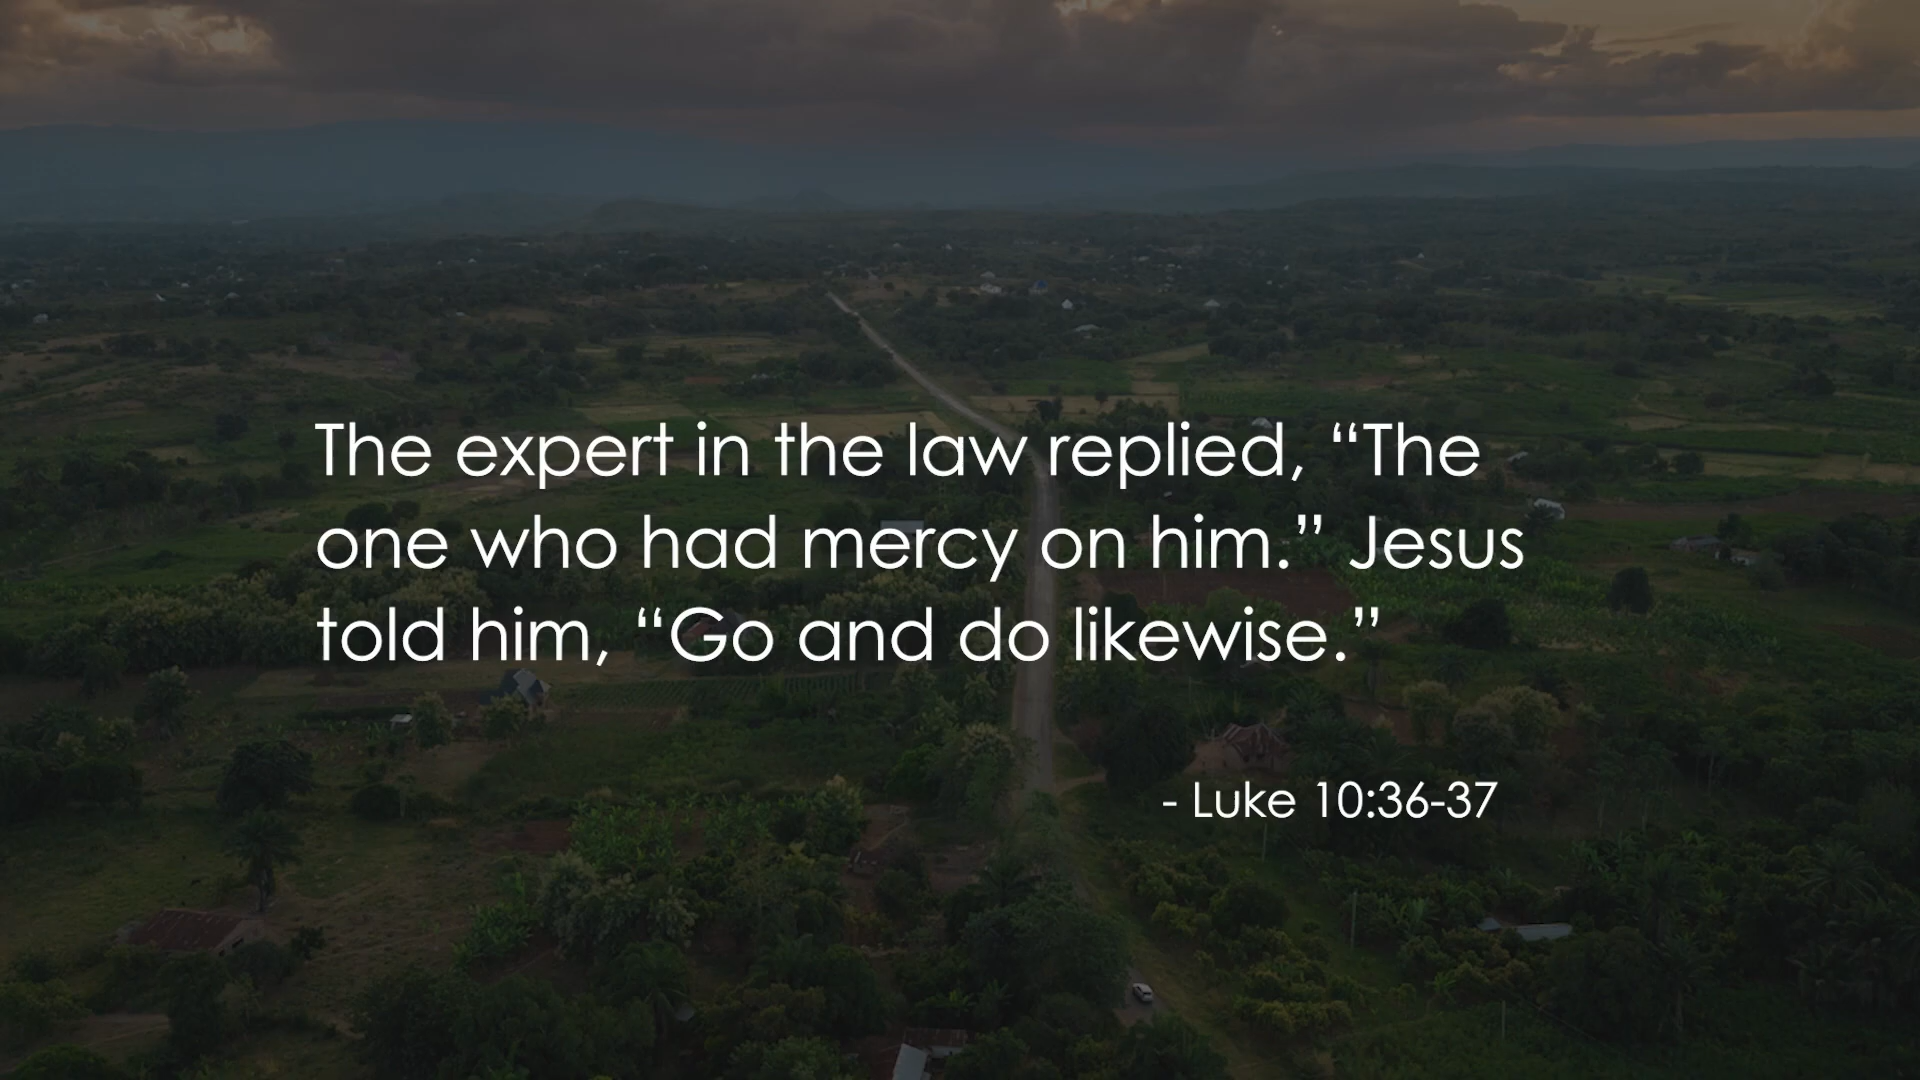 The expert in the law replied, “The
one who had mercy on him.” Jesus
told him, “Go and do likewise.”
- Luke 10:36-37